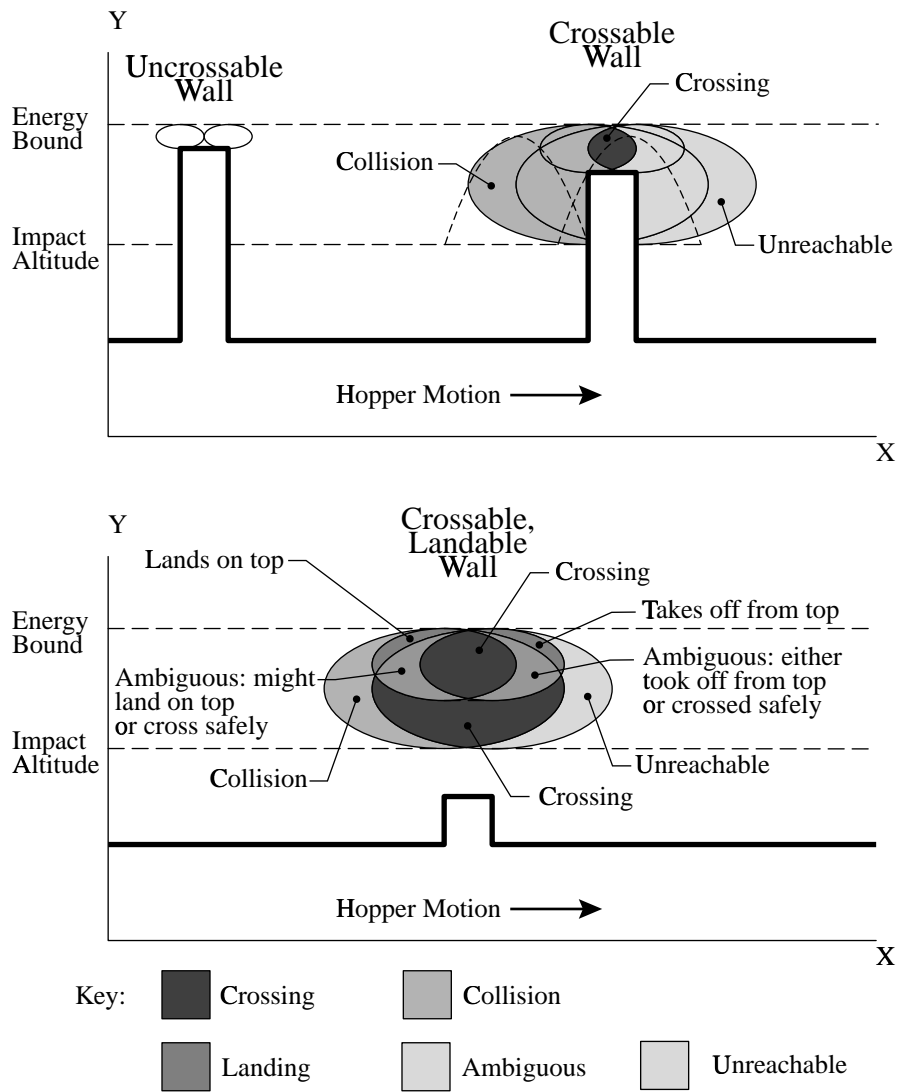 Y
Uncrossable
Wall
Crossable
Wall
Crossing
Energy
Bound
Collision
Impact
Altitude
Unreachable
Hopper Motion
X
Y
Crossable,
Landable
Wall
Lands on top
Crossing
Energy
Bound
Takes off from top
Ambiguous: might
land on top
or cross safely
Ambiguous: either
took off from top
or crossed safely
Impact
Altitude
Collision
Unreachable
Crossing
Hopper Motion
X
Key:
Crossing
Collision
Landing
Ambiguous
Unreachable